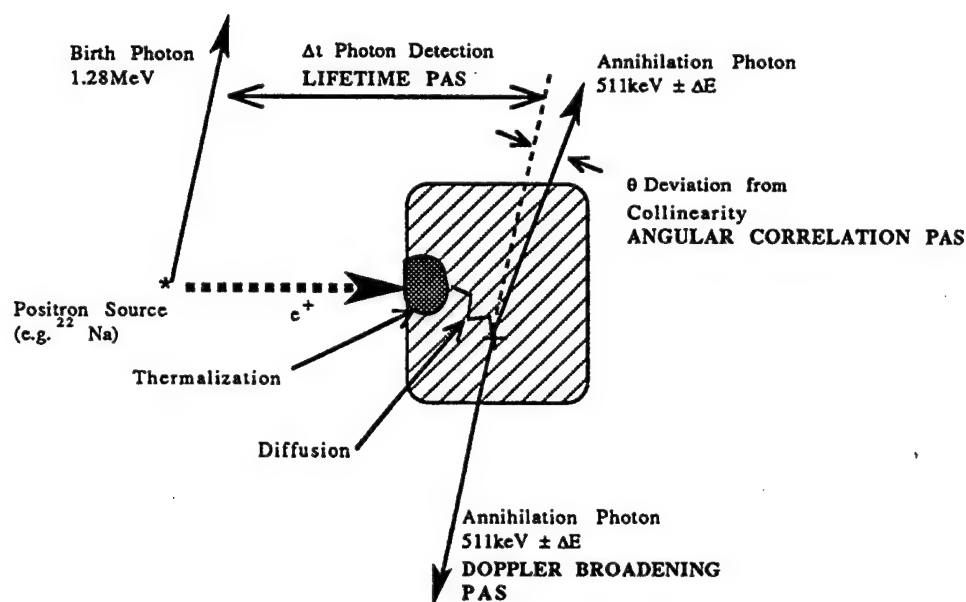 Birth Photon
1.28MeV
Δt Photon Detection
LIFETIME PAS
Annihilation Photon
511keV ± ΔE
θ Deviation from
Collinearity
ANGULAR CORRELATION PAS
*
e+
Positron Source
(e.g. 22 Na)
Thermalization
Diffusion
Annihilation Photon
511keV ± ΔE
DOPPLER BROADENING
PAS